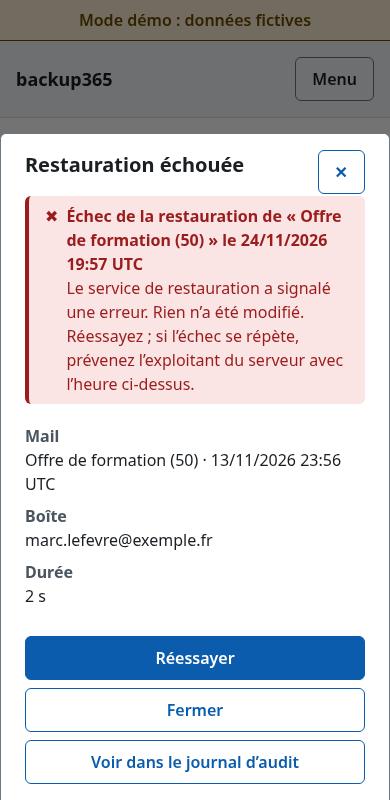 Mode démo : données fictives
backup365
Menu
Restauration échouée
×
✖ Échec de la restauration de « Offre
de formation (50) » le 24/11/2026
19:57 UTC
Le service de restauration a signalé
une erreur. Rien n’a été modifié.
Réessayez ; si l’échec se répète,
prévenez l’exploitant du serveur avec
l’heure ci-dessus.
Mail
Offre de formation (50) · 13/11/2026 23:56
UTC
Boîte
marc.lefevre@exemple.fr
Durée
2 s
Réessayer
Fermer
Voir dans le journal d’audit